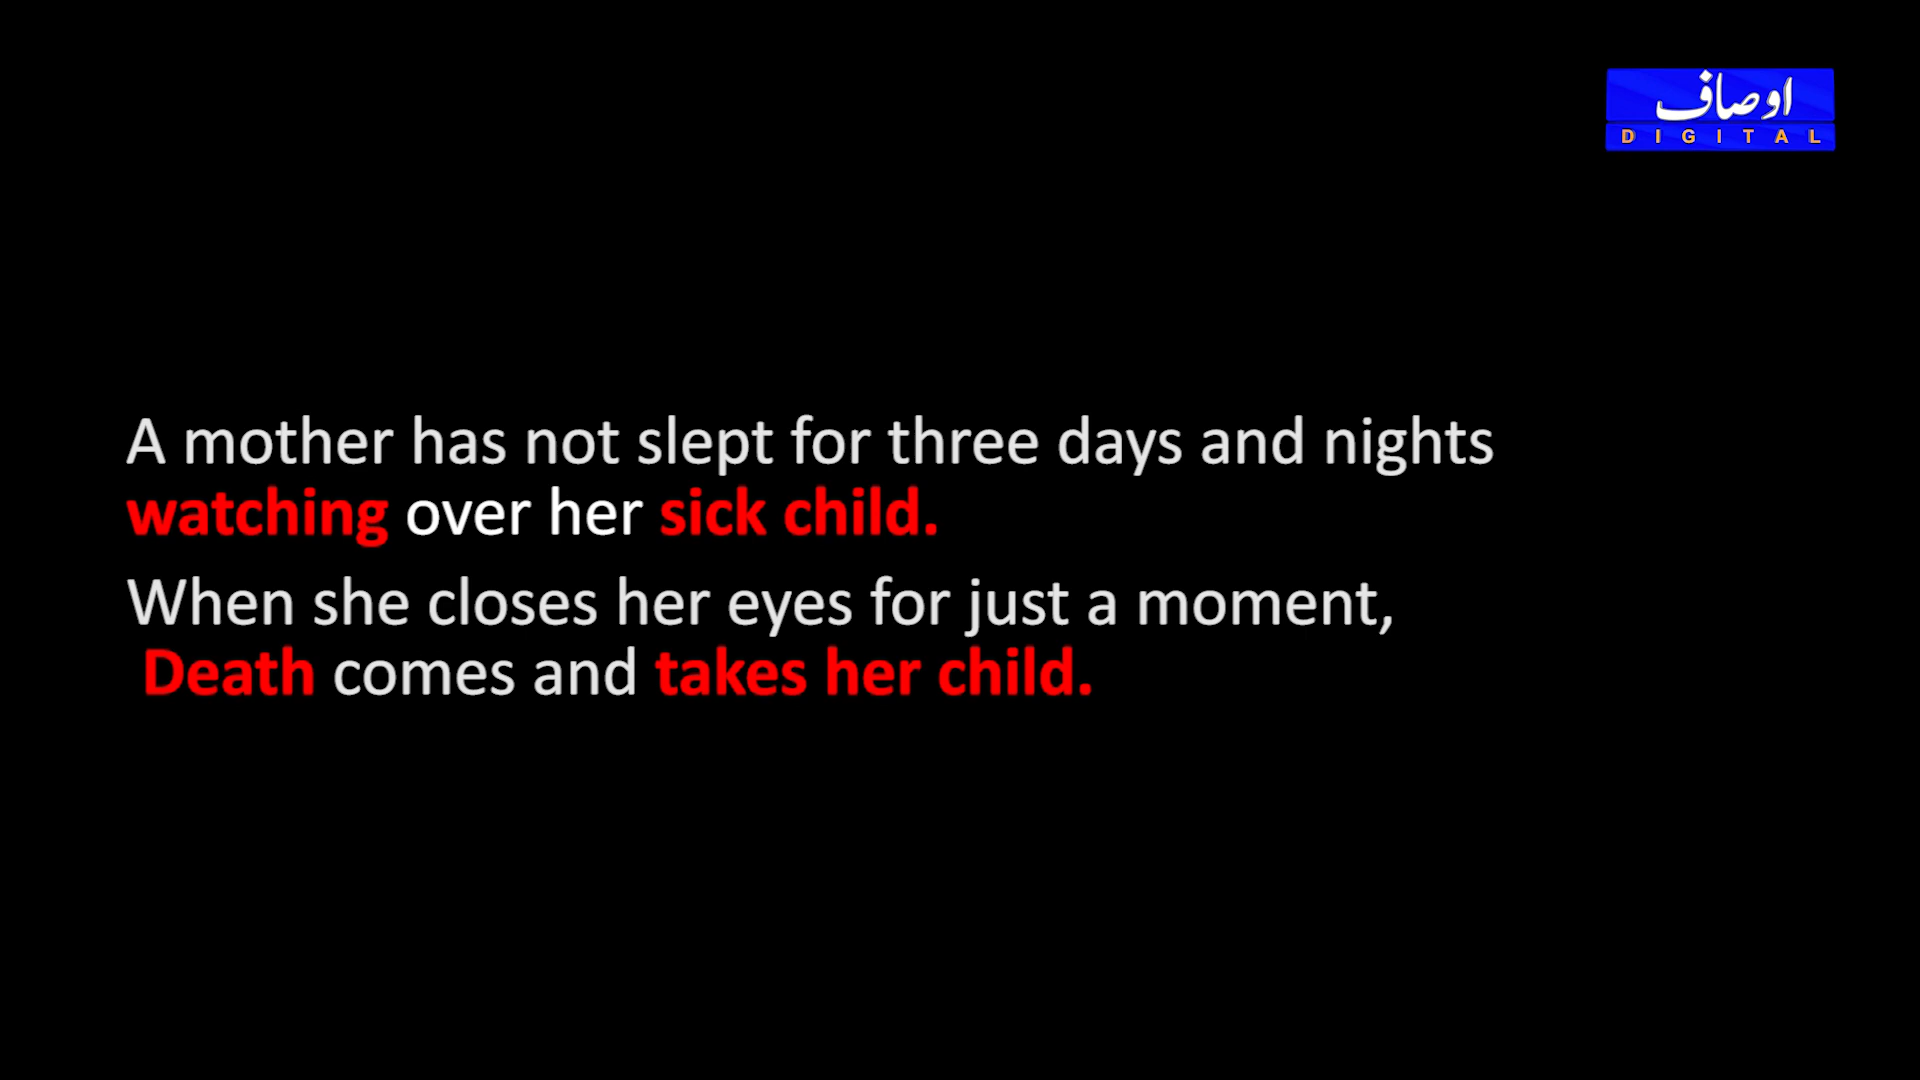 اوصاف
DIGITAL
A mother has not slept for three days and nights
watching over her sick child.
When she closes her eyes for just a moment,
Death comes and takes her child.